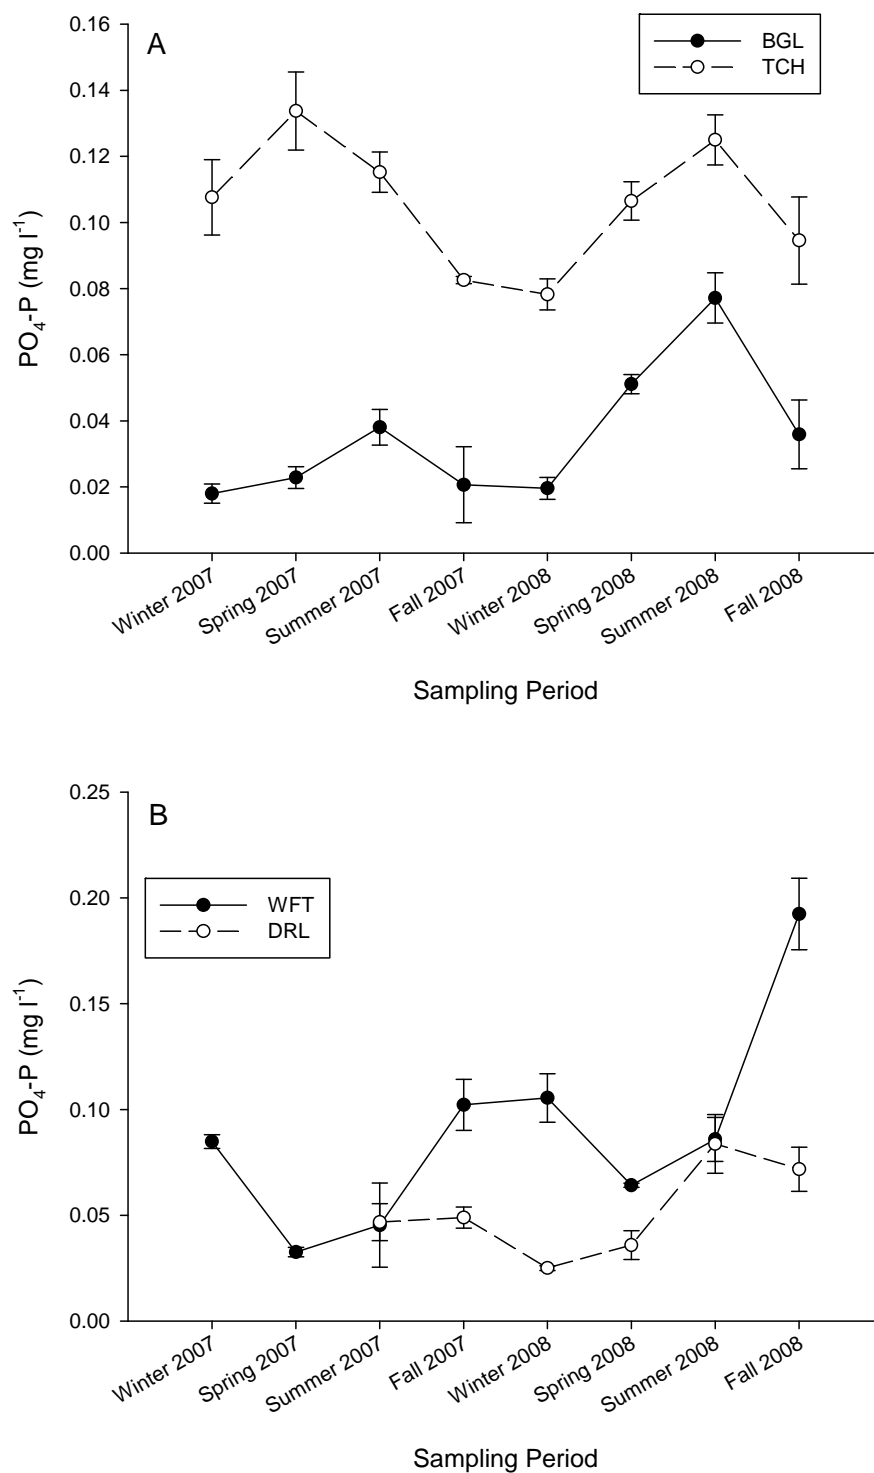 A
BGL
TCH
0.16
0.14
0.12
0.10
0.08
0.06
0.04
0.02
0.00
PO₄-P (mg l⁻¹)
Winter 2007
Spring 2007
Summer 2007
Fall 2007
Winter 2008
Spring 2008
Summer 2008
Fall 2008
Sampling Period
B
WFT
DRL
0.25
0.20
0.15
0.10
0.05
0.00
PO₄-P (mg l⁻¹)
Winter 2007
Spring 2007
Summer 2007
Fall 2007
Winter 2008
Spring 2008
Summer 2008
Fall 2008
Sampling Period